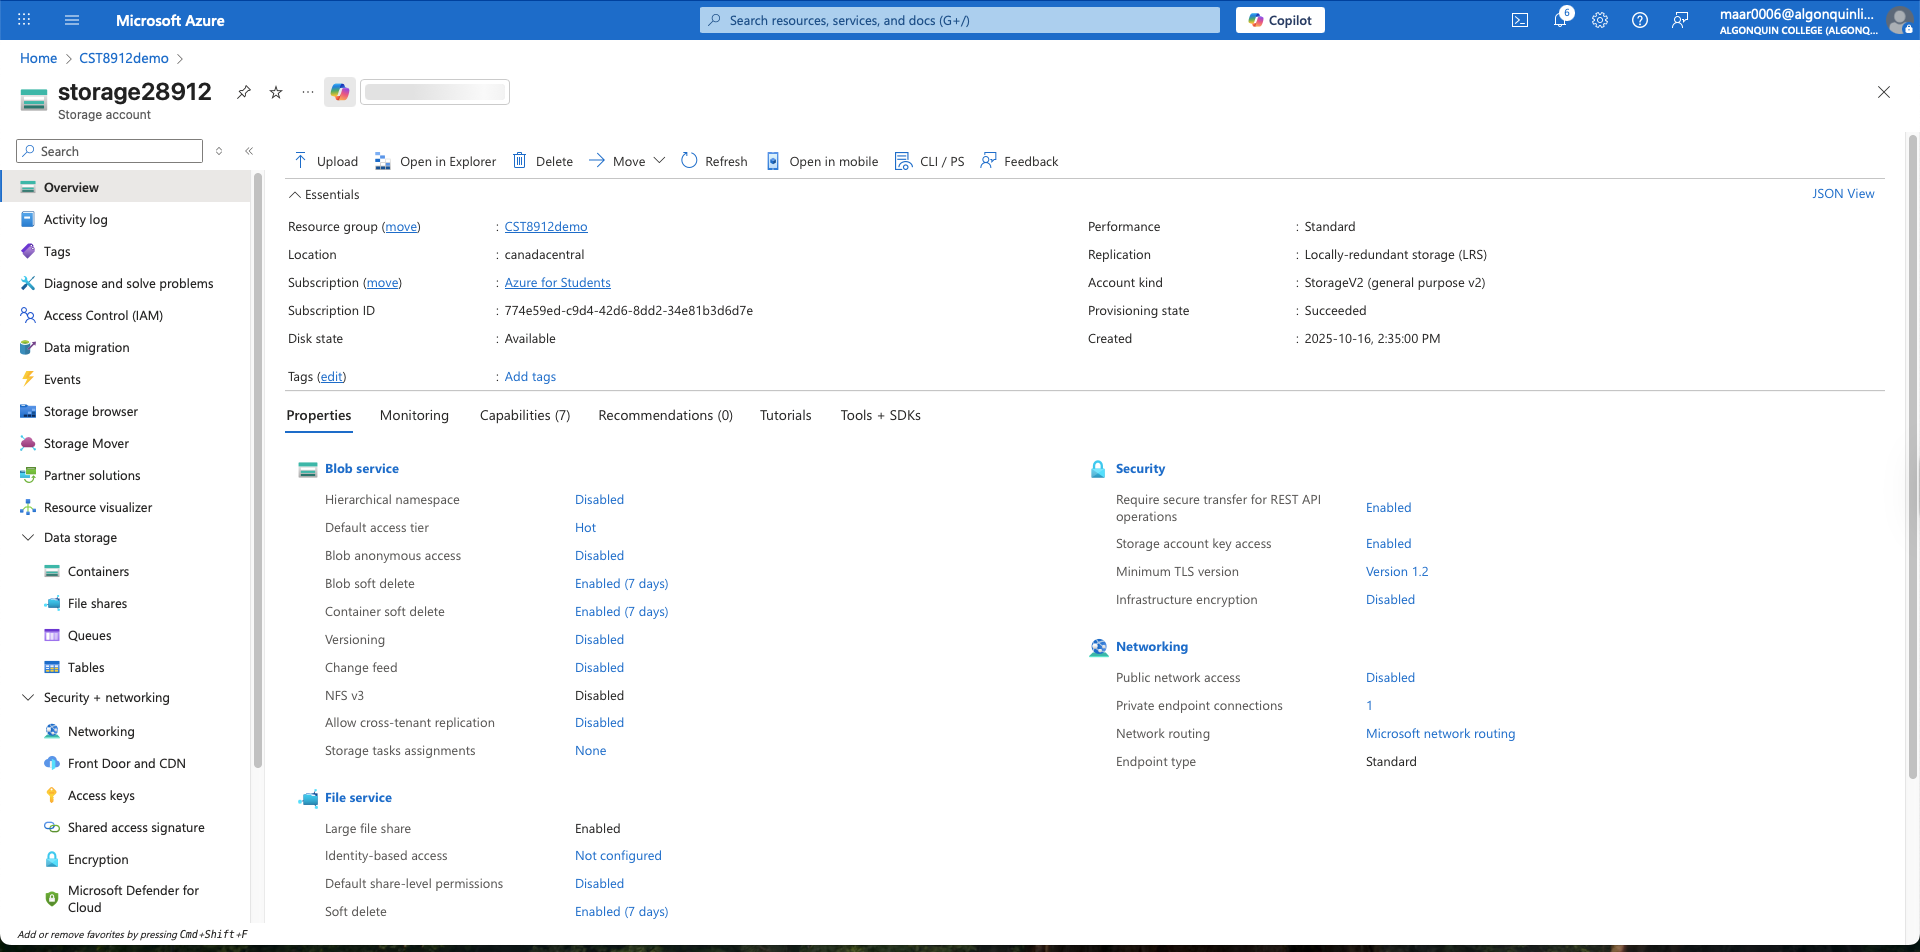 Microsoft Azure
Search resources, services, and docs (G+/)
Copilot
6
maar0006@algonquinli...
ALGONQUIN COLLEGE (ALGONQ...
Home > CST8912demo >
storage28912
Storage account
Search
Overview
Activity log
Tags
Diagnose and solve problems
Access Control (IAM)
Data migration
Events
Storage browser
Storage Mover
Partner solutions
Resource visualizer
Data storage
Containers
File shares
Queues
Tables
Security + networking
Networking
Front Door and CDN
Access keys
Shared access signature
Encryption
Microsoft Defender for
Cloud
Add or remove favorites by pressing Cmd+Shift+F
Upload Open in Explorer Delete Move Refresh Open in mobile CLI / PS Feedback
Essentials
JSON View
Resource group (move) : CST8912demo
Location : canadacentral
Subscription (move) : Azure for Students
Subscription ID : 774e59ed-c9d4-42d6-8dd2-34e81b3d6d7e
Disk state : Available
Performance : Standard
Replication : Locally-redundant storage (LRS)
Account kind : StorageV2 (general purpose v2)
Provisioning state : Succeeded
Created : 2025-10-16, 2:35:00 PM
Tags (edit) : Add tags
Properties Monitoring Capabilities (7) Recommendations (0) Tutorials Tools + SDKs
Blob service
Hierarchical namespace Disabled
Default access tier Hot
Blob anonymous access Disabled
Blob soft delete Enabled (7 days)
Container soft delete Enabled (7 days)
Versioning Disabled
Change feed Disabled
NFS v3 Disabled
Allow cross-tenant replication Disabled
Storage tasks assignments None
File service
Large file share Enabled
Identity-based access Not configured
Default share-level permissions Disabled
Soft delete Enabled (7 days)
Security
Require secure transfer for REST API
operations Enabled
Storage account key access Enabled
Minimum TLS version Version 1.2
Infrastructure encryption Disabled
Networking
Public network access Disabled
Private endpoint connections 1
Network routing Microsoft network routing
Endpoint type Standard